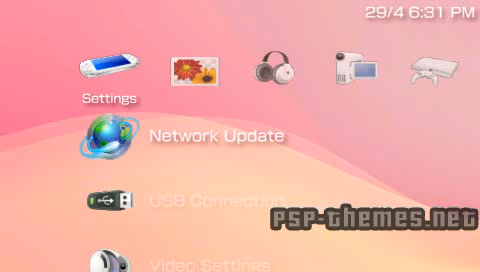 29/4 6:31 PM
Settings
Network Update
USB Connection
psp-themes.net
Video Settings